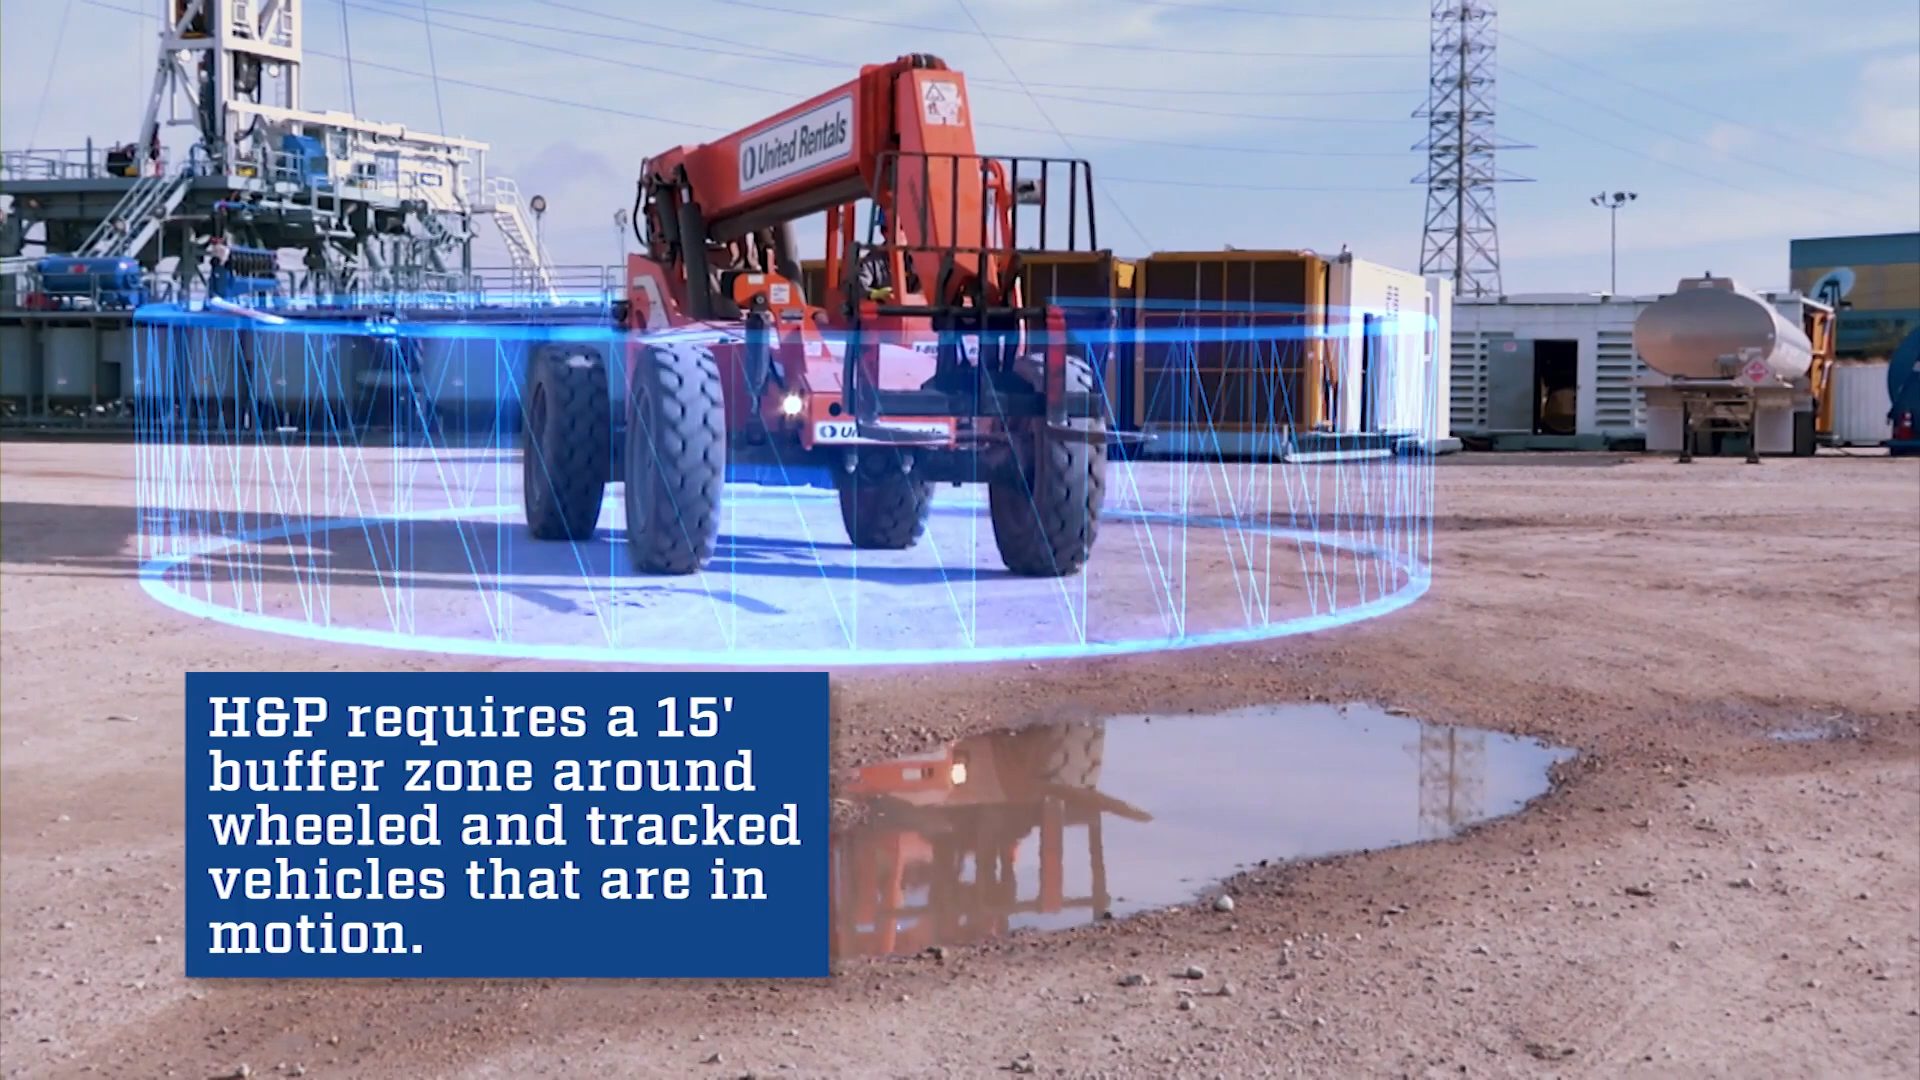 United Rentals
H&P requires a 15'
buffer zone around
wheeled and tracked
vehicles that are in
motion.